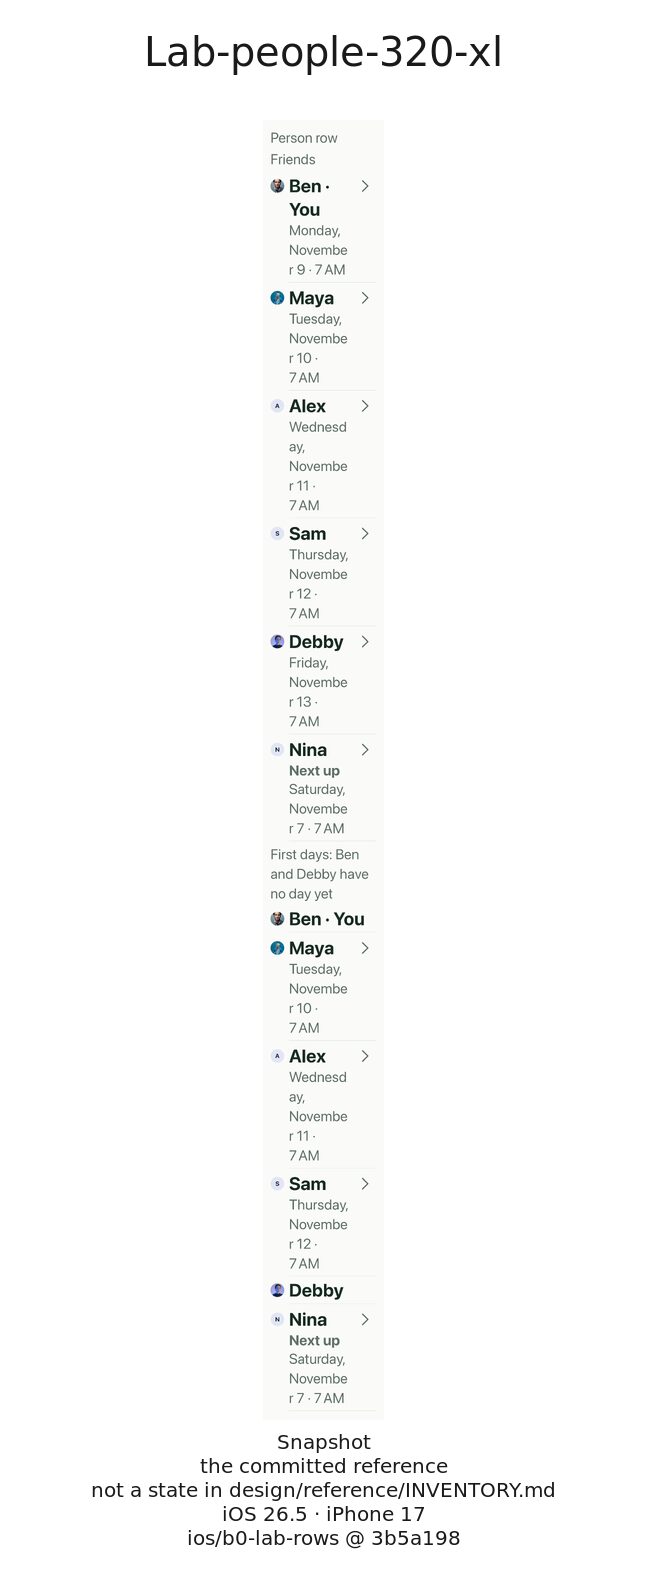 Lab-people-320-xl
Person row
Friends
Ben · You
Monday,
Novembe
r 9 · 7 AM
Maya
Tuesday,
Novembe
r 10 ·
7 AM
A
Alex
Wednesd
ay,
Novembe
r 11 ·
7 AM
S
Sam
Thursday,
Novembe
r 12 ·
7 AM
Debby
Friday,
Novembe
r 13 ·
7 AM
N
Nina
Next up
Saturday,
Novembe
r 7 · 7 AM
First days: Ben
and Debby have
no day yet
Ben · You
Maya
Tuesday,
Novembe
r 10 ·
7 AM
A
Alex
Wednesd
ay,
Novembe
r 11 ·
7 AM
S
Sam
Thursday,
Novembe
r 12 ·
7 AM
Debby
N
Nina
Next up
Saturday,
Novembe
r 7 · 7 AM
Snapshot
the committed reference
not a state in design/reference/INVENTORY.md
iOS 26.5 · iPhone 17
ios/b0-lab-rows @ 3b5a198